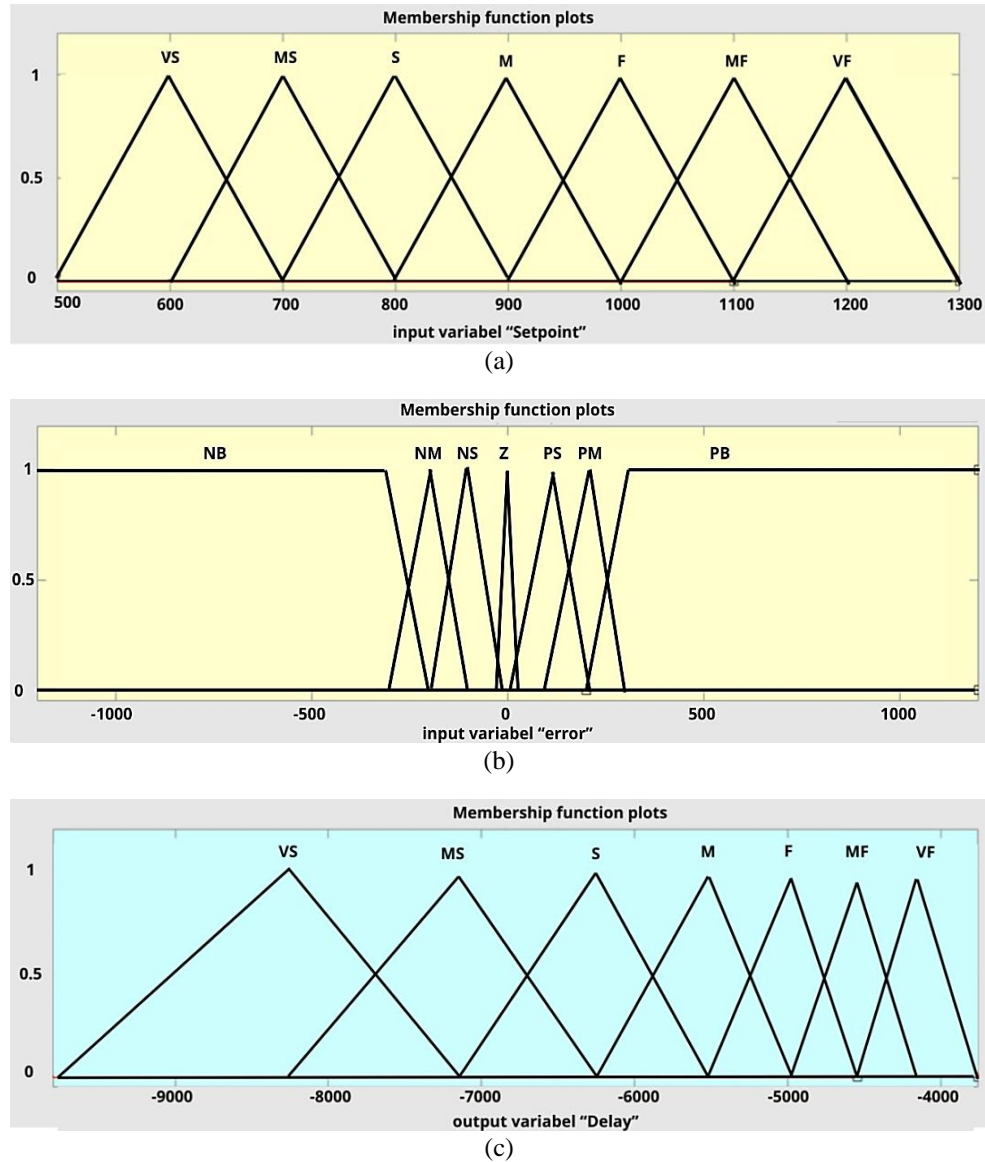 Membership function plots
VS MS S M F MF VF
1
0.5
0
500 600 700 800 900 1000 1100 1200 1300
input variabel “Setpoint”
(a)
Membership function plots
NB NM NS Z PS PM PB
1
0.5
0
-1000 -500 0 500 1000
input variabel “error”
(b)
Membership function plots
VS MS S M F MF VF
1
0.5
0
-9000 -8000 -7000 -6000 -5000 -4000
output variabel “Delay”
(c)